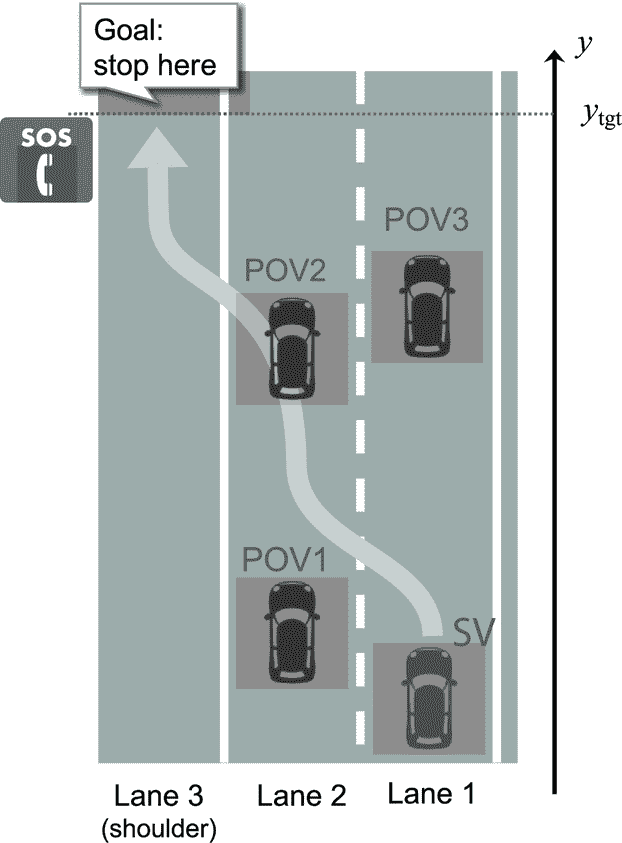 Goal:
stop here
y
y_tgt
SOS
POV3
POV2
POV1
SV
Lane 3
(shoulder)
Lane 2
Lane 1